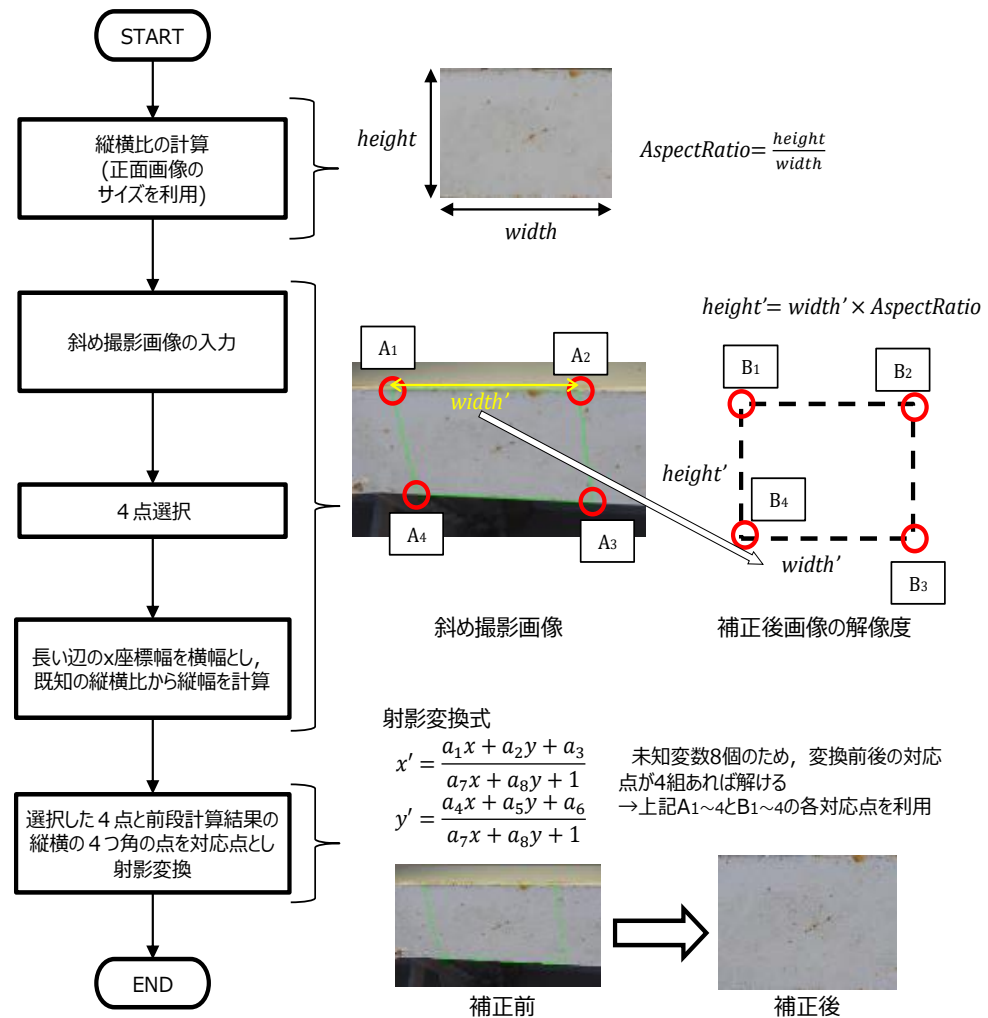 START
縦横比の計算
(正面画像の
サイズを利用)
height
width
AspectRatio= height/width
斜め撮影画像の入力
４点選択
長い辺のx座標幅を横幅とし，
既知の縦横比から縦幅を計算
A1
A2
width'
A4
A3
斜め撮影画像
height'= width' × AspectRatio
B1
B2
height'
B4
width'
B3
補正後画像の解像度
選択した４点と前段計算結果の
縦横の４つ角の点を対応点とし
射影変換
END
射影変換式
x′ = (a1x + a2y + a3)/(a7x + a8y + 1)
y′ = (a4x + a5y + a6)/(a7x + a8y + 1)
未知変数8個のため，変換前後の対応
点が4組あれば解ける
→上記A1~4とB1~4の各対応点を利用
補正前
補正後